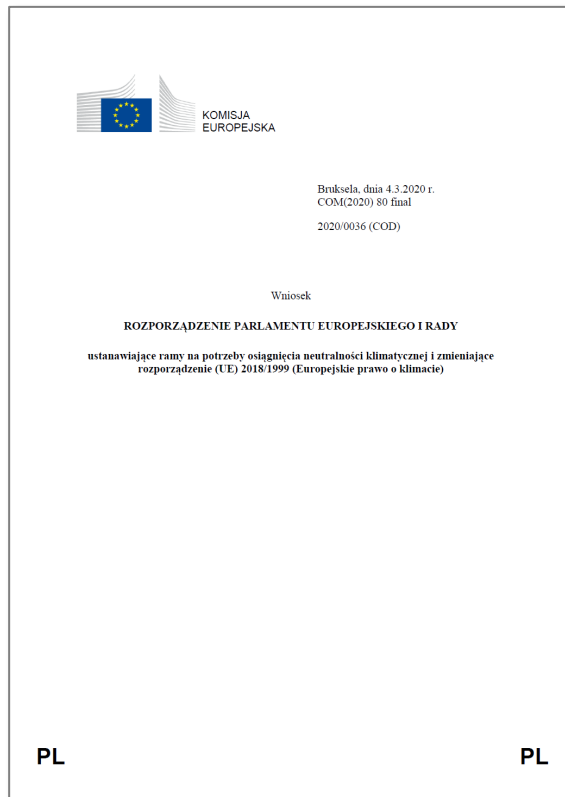 KOMISJA
EUROPEJSKA
Bruksela, dnia 4.3.2020 r.
COM(2020) 80 final
2020/0036 (COD)
Wniosek
ROZPORZĄDZENIE PARLAMENTU EUROPEJSKIEGO I RADY
ustanawiające ramy na potrzeby osiągnięcia neutralności klimatycznej i zmieniające
rozporządzenie (UE) 2018/1999 (Europejskie prawo o klimacie)
PL
PL